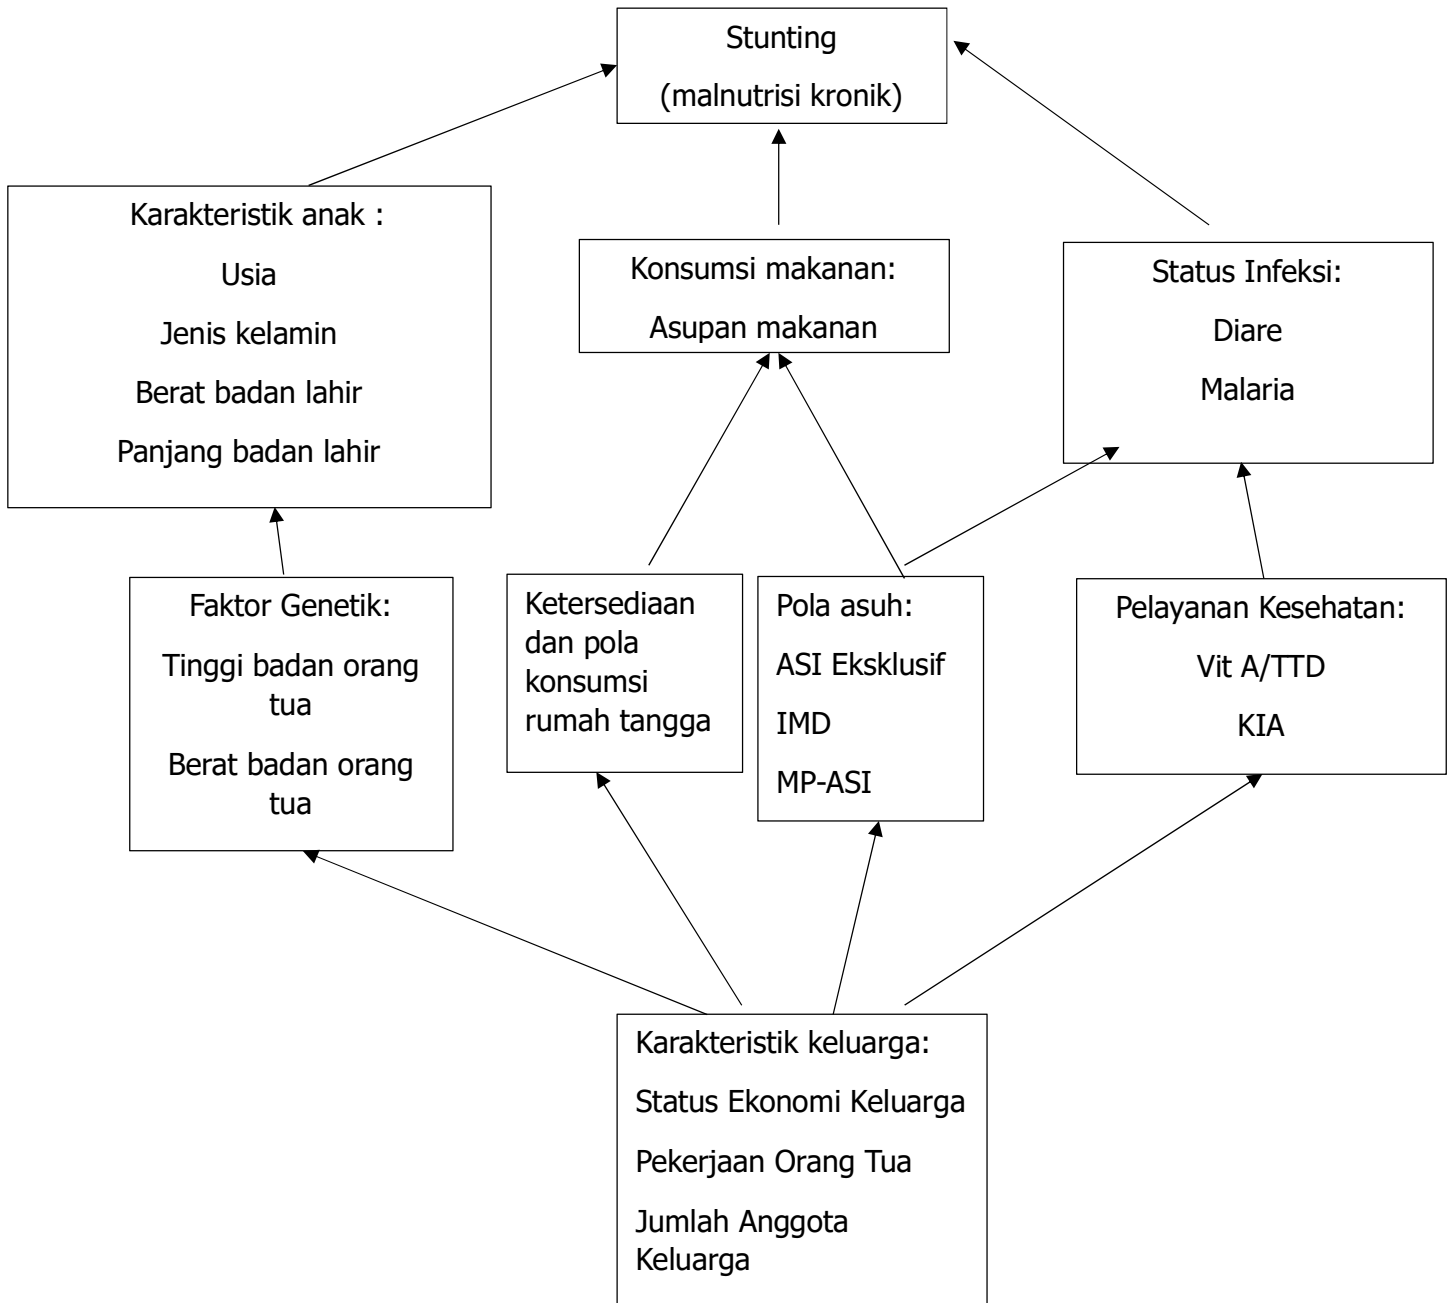 Stunting
(malnutrisi kronik)
Karakteristik anak :
Usia
Jenis kelamin
Berat badan lahir
Panjang badan lahir
Konsumsi makanan:
Asupan makanan
Status Infeksi:
Diare
Malaria
Faktor Genetik:
Tinggi badan orang
tua
Berat badan orang
tua
Ketersediaan
dan pola
konsumsi
rumah tangga
Pola asuh:
ASI Eksklusif
IMD
MP-ASI
Pelayanan Kesehatan:
Vit A/TTD
KIA
Karakteristik keluarga:
Status Ekonomi Keluarga
Pekerjaan Orang Tua
Jumlah Anggota
Keluarga